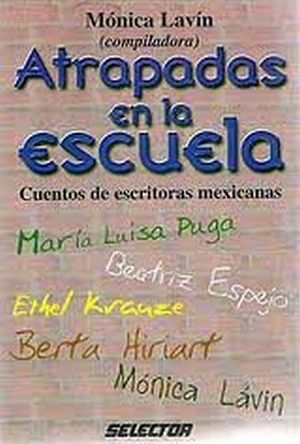 Mónica Lavín
(compiladora)
Atrapadas
en la
escuela
Cuentos de escritoras mexicanas
María Luisa Puga
Beatriz Espejo
Ethel Krauze
Berta Hiriart
Mónica Lávin
SELECTOR